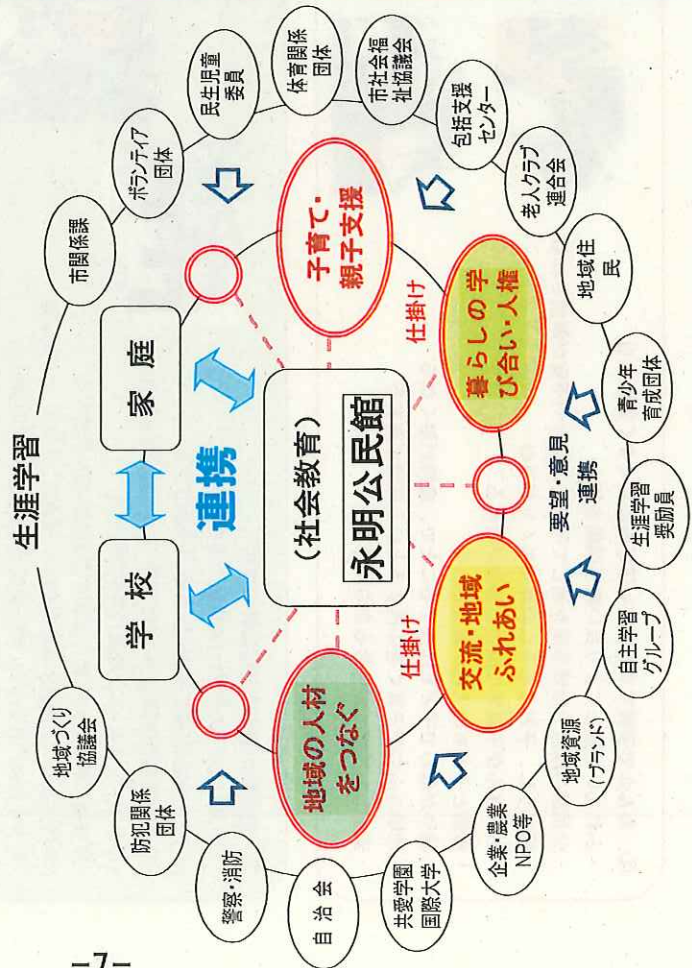 生涯学習
学校
家庭
連携
(社会教育)
永明公民館
子育て・
親子支援
暮らしの学
び合い・人権
交流・地域
ふれあい
地域の人材
をつなぐ
仕掛け
仕掛け
要望・意見
連携
市関係課
ボランティア
団体
民生児童
委員
体育関係
団体
市社会福
祉協議会
包括支援
センター
老人クラブ
連合会
地域住
民
青少年
育成団体
生涯学習
奨励員
自主学習
グループ
地域資源
(ブランド)
企業・農業
NPO等
共愛学園
国際大学
自治会
警察・消防
防犯関係
団体
地域づくり
協議会
−7−